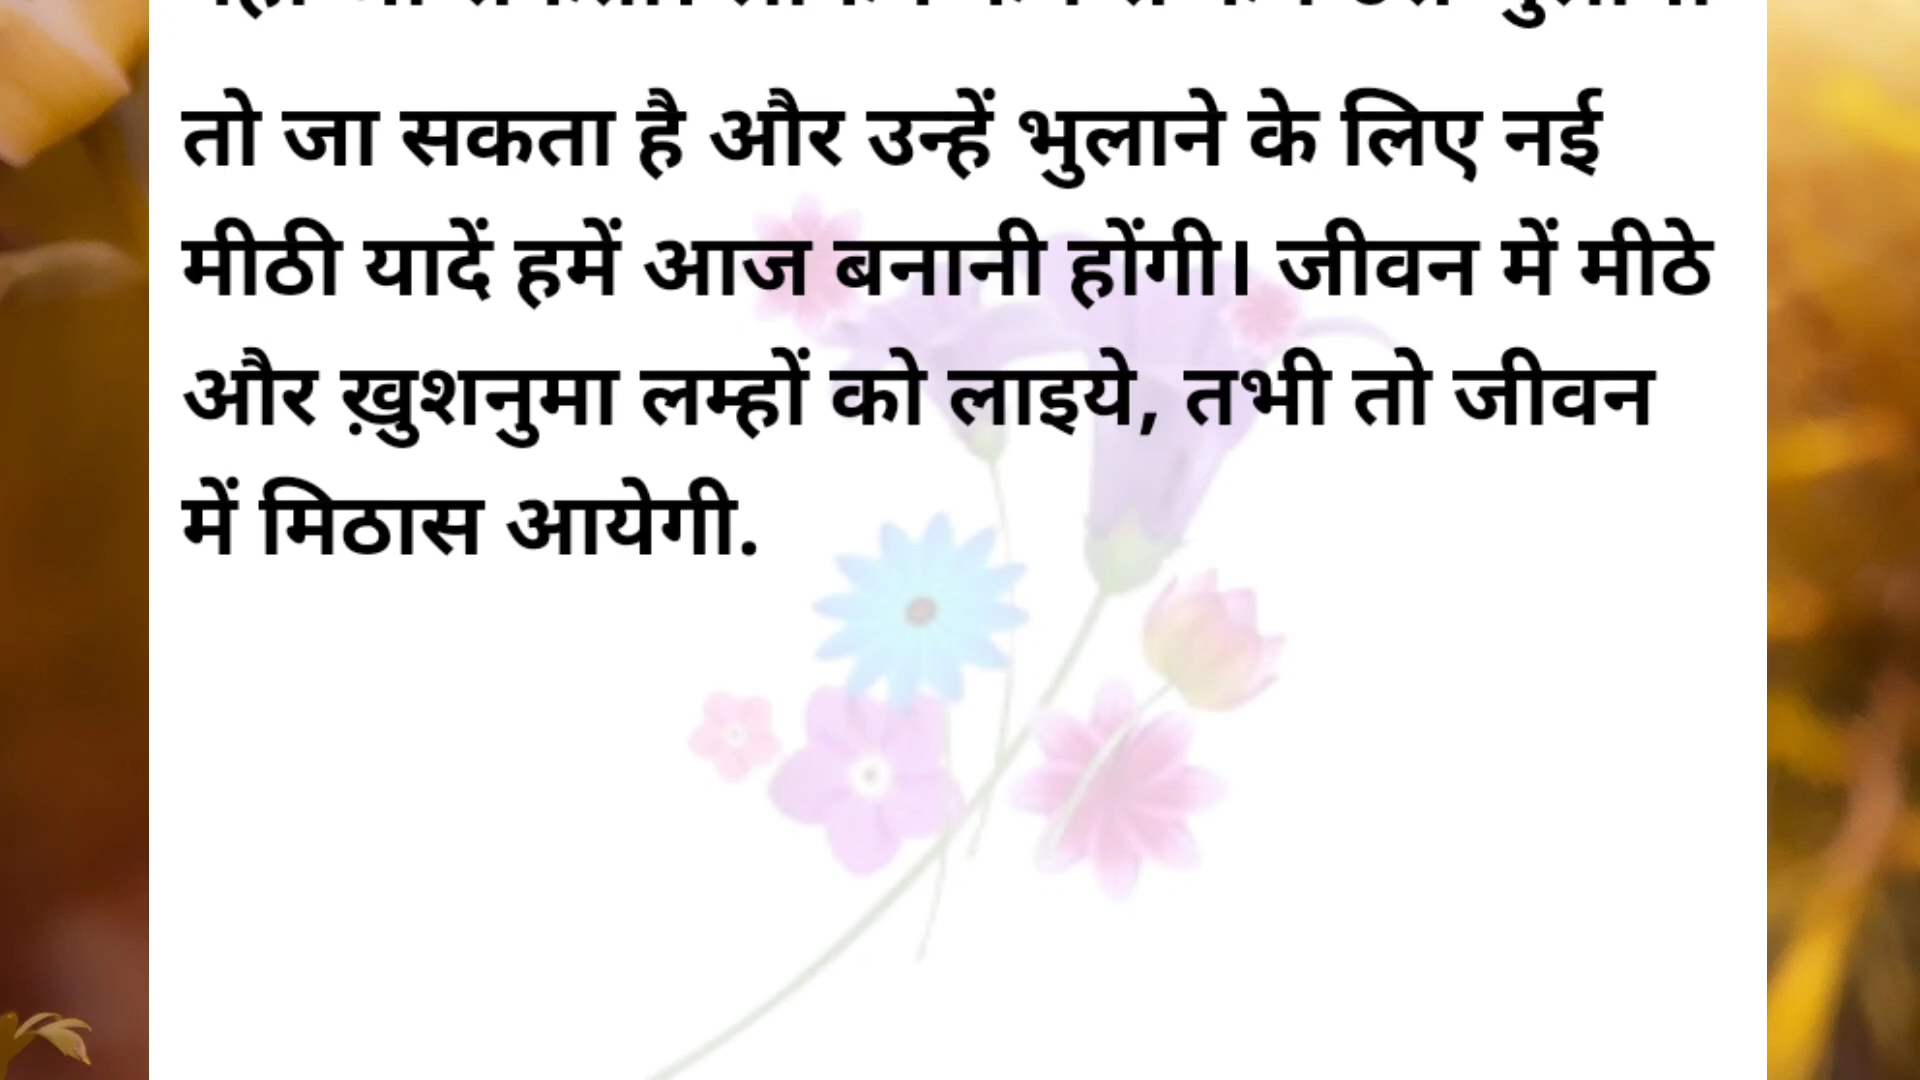 तो जा सकता है और उन्हें भुलाने के लिए नई
मीठी यादें हमें आज बनानी होंगी। जीवन में मीठे
और ख़ुशनुमा लम्हों को लाइये, तभी तो जीवन
में मिठास आयेगी.